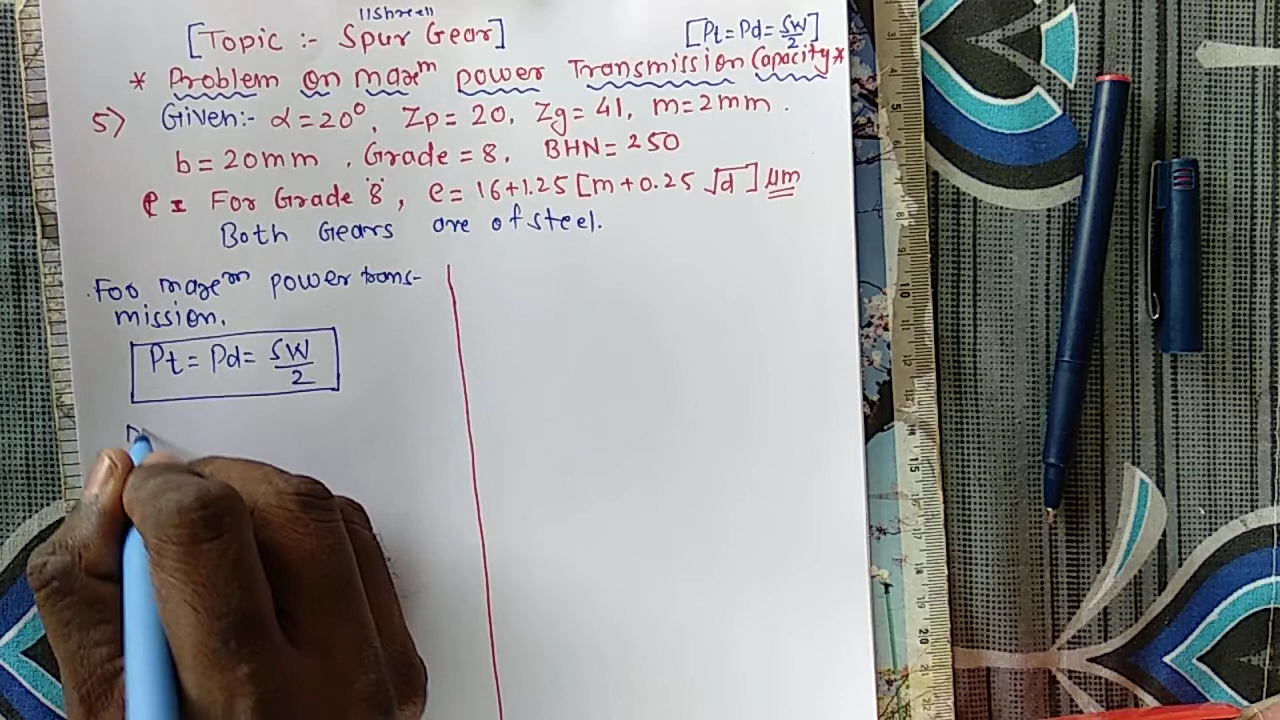 ||Shree||
[Topic :- Spur Gear]
[Pt = Pd = SW/2]
* Problem on maxm power Transmission Capacity *
5) Given:- α = 20°, Zp = 20, Zg = 41, m = 2mm.
b = 20mm, Grade = 8, BHN = 250
For Grade '8', e = 16+1.25 [m + 0.25 √d] μm
Both Gears are of steel.
For maxm power trans-
mission.
Pt = Pd = SW/2